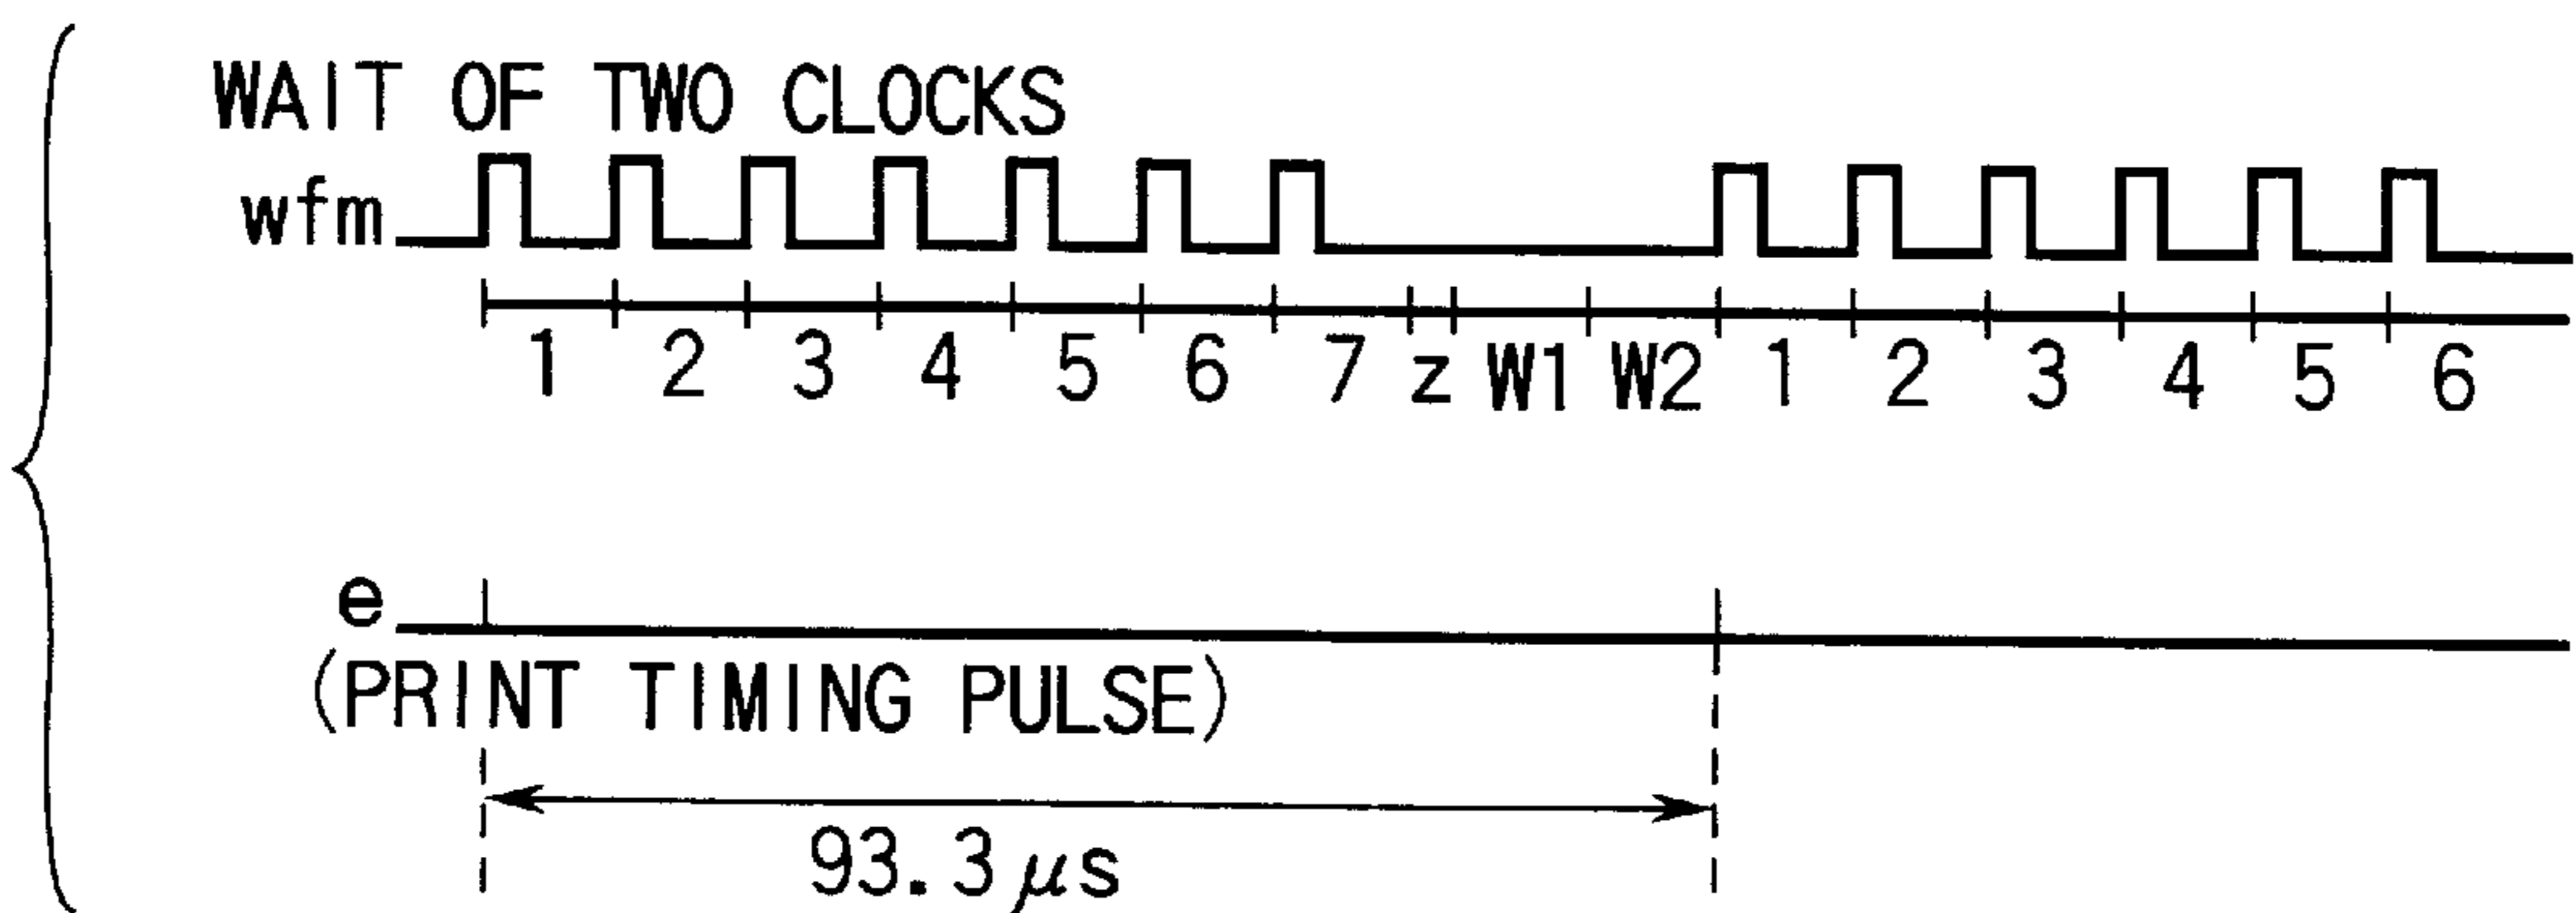 WAIT OF TWO CLOCKS
wfm
1 2 3 4 5 6 7 z W1 W2 1 2 3 4 5 6
e
(PRINT TIMING PULSE)
93.3μs